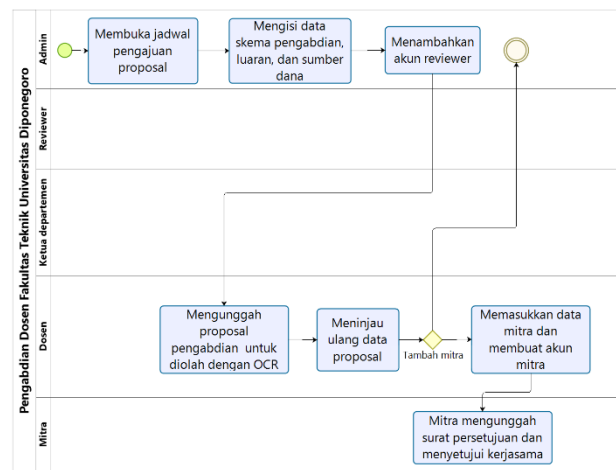 Pengabdian Dosen Fakultas Teknik Universitas Diponegoro
Admin
Membuka jadwal
pengajuan
proposal
Mengisi data
skema pengabdian,
luaran, dan sumber
dana
Menambahkan
akun reviewer
Reviewer
Ketua departemen
Dosen
Mengunggah
proposal
pengabdian untuk
diolah dengan OCR
Meninjau
ulang data
proposal
Tambah mitra
Memasukkan data
mitra dan
membuat akun
mitra
Mitra
Mitra mengunggah
surat persetujuan dan
menyetujui kerjasama